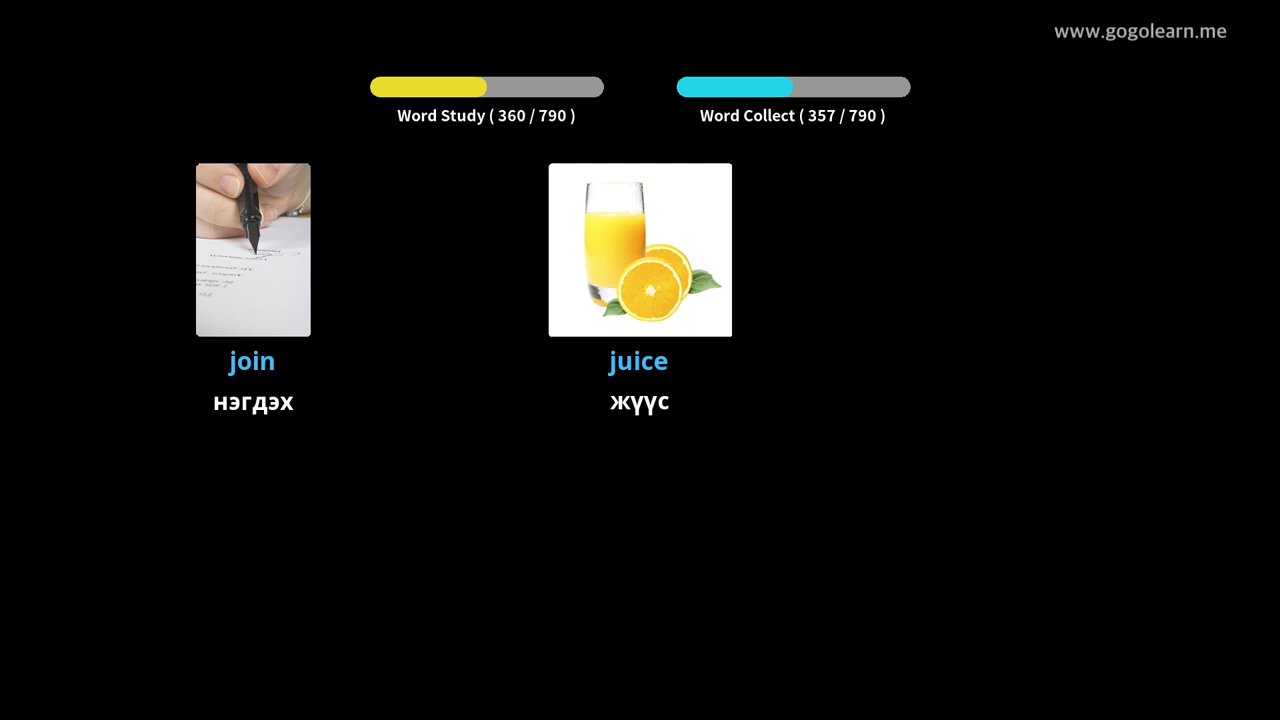 www.gogolearn.me
Word Study ( 360 / 790 )
Word Collect ( 357 / 790 )
join
juice
нэгдэх
жүүс